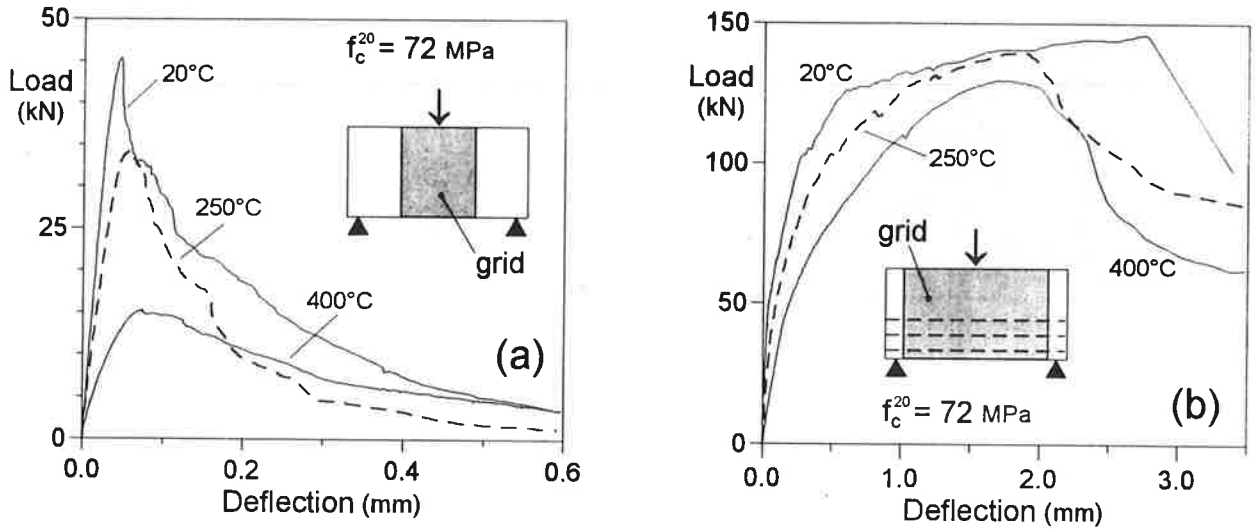 50
Load
(kN)
25
0
0.0
0.2
0.4
0.6
Deflection (mm)
20°C
250°C
400°C
f_c^20 = 72 MPa
grid
(a)
150
Load
(kN)
100
50
0
0.0
1.0
2.0
3.0
Deflection (mm)
20°C
250°C
400°C
grid
f_c^20 = 72 MPa
(b)